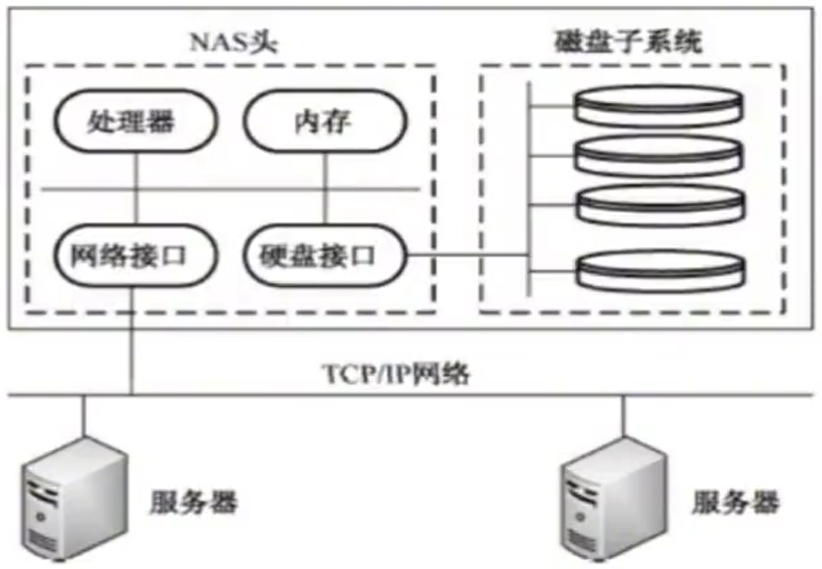 NAS头
磁盘子系统
处理器
内存
网络接口
硬盘接口
TCP/IP网络
服务器
服务器